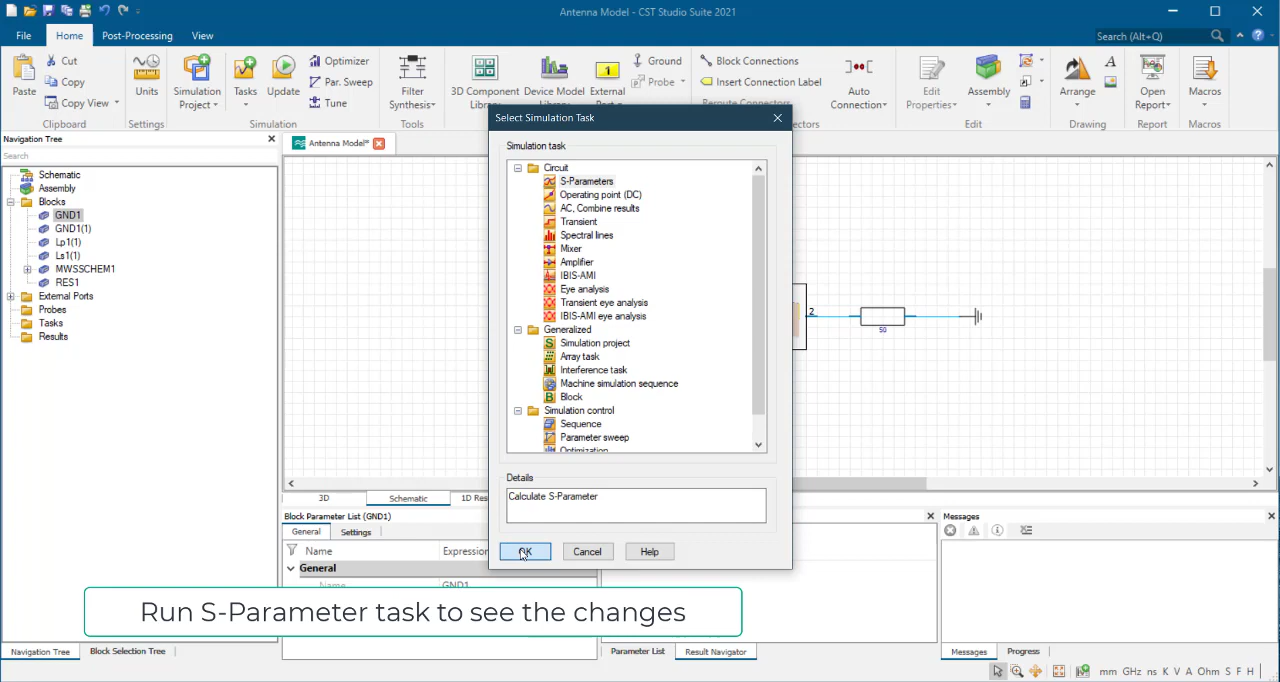 Antenna Model - CST Studio Suite 2021
File Home Post-Processing View Search (Alt+Q)
Paste Cut Copy Copy View Clipboard
Units Settings
Simulation Project Tasks Update Optimizer Par. Sweep Tune Simulation
Filter Synthesis Tools
3D Component Device Model External
Ground Probe
Block Connections Insert Connection Label
Auto Connection
Edit Properties Assembly Edit
Arrange A Drawing
Open Report Report
Macros Macros
Navigation Tree
Search
Schematic
Assembly
Blocks
GND1
GND1(1)
Lp1(1)
Ls1(1)
MWSSCHEM1
RES1
External Ports
Probes
Tasks
Results
Antenna Model*
Select Simulation Task
Simulation task
Circuit
S-Parameters
Operating point (DC)
AC, Combine results
Transient
Spectral lines
Mixer
Amplifier
IBIS-AMI
Eye analysis
Transient eye analysis
IBIS-AMI eye analysis
Generalized
Simulation project
Array task
Interference task
Machine simulation sequence
Block
Simulation control
Sequence
Parameter sweep
Optimization
Details
Calculate S-Parameter
OK Cancel Help
2
50
3D Schematic 1D Res
Block Parameter List (GND1)
General Settings
Name Expression
General
Name GND1
Messages
Run S-Parameter task to see the changes
Navigation Tree Block Selection Tree
Parameter List Result Navigator
Messages Progress
mm GHz ns K V A Ohm S F H